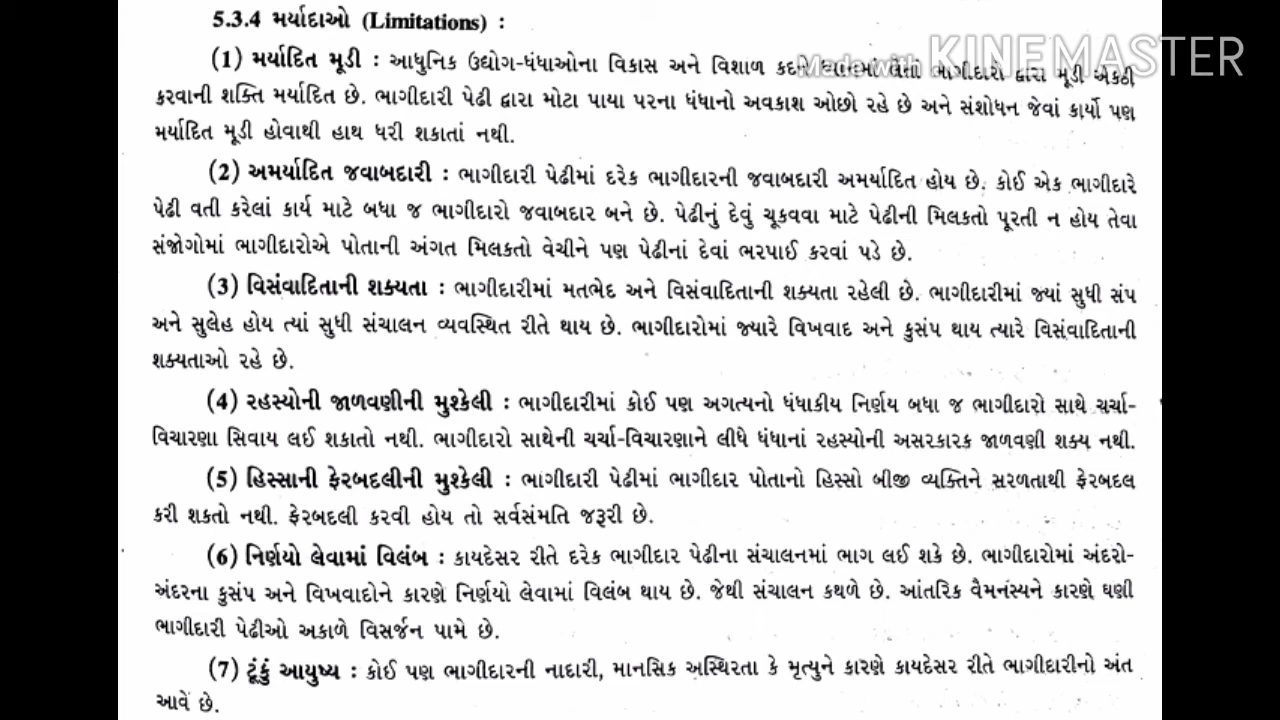 5.3.4 મર્યાદાઓ (Limitations) :
Made with KINEMASTER
(1) મર્યાદિત મૂડી : આધુનિક ઉદ્યોગ-ધંધાઓના વિકાસ અને વિશાળ કદને લેતા ભાગીદારો દ્વારા મૂડી એકઠી
કરવાની શક્તિ મર્યાદિત છે. ભાગીદારી પેઢી દ્વારા મોટા પાયા પરના ધંધાનો અવકાશ ઓછો રહે છે અને સંશોધન જેવાં કાર્યો પણ
મર્યાદિત મૂડી હોવાથી હાથ ધરી શકાતાં નથી.
(2) અમર્યાદિત જવાબદારી : ભાગીદારી પેઢીમાં દરેક ભાગીદારની જવાબદારી અમર્યાદિત હોય છે. કોઈ એક ભાગીદારે
પેઢી વતી કરેલાં કાર્ય માટે બધા જ ભાગીદારો જવાબદાર બને છે. પેઢીનું દેવું ચૂકવવા માટે પેઢીની મિલકતો પૂરતી ન હોય તેવા
સંજોગોમાં ભાગીદારોએ પોતાની અંગત મિલકતો વેચીને પણ પેઢીનાં દેવાં ભરપાઈ કરવાં પડે છે.
(3) વિસંવાદિતાની શક્યતા : ભાગીદારીમાં મતભેદ અને વિસંવાદિતાની શક્યતા રહેલી છે. ભાગીદારીમાં જ્યાં સુધી સંપ
અને સુલેહ હોય ત્યાં સુધી સંચાલન વ્યવસ્થિત રીતે થાય છે. ભાગીદારોમાં જ્યારે વિખવાદ અને કુસંપ થાય ત્યારે વિસંવાદિતાની
શક્યતાઓ રહે છે.
(4) રહસ્યોની જાળવણીની મુશ્કેલી : ભાગીદારીમાં કોઈ પણ અગત્યનો ધંધાકીય નિર્ણય બધા જ ભાગીદારો સાથે ચર્ચા-
વિચારણા સિવાય લઈ શકાતો નથી. ભાગીદારો સાથેની ચર્ચા-વિચારણાને લીધે ધંધાનાં રહસ્યોની અસરકારક જાળવણી શક્ય નથી.
(5) હિસ્સાની ફેરબદલીની મુશ્કેલી : ભાગીદારી પેઢીમાં ભાગીદાર પોતાનો હિસ્સો બીજી વ્યક્તિને સરળતાથી ફેરબદલ
કરી શકતો નથી. ફેરબદલી કરવી હોય તો સર્વસંમતિ જરૂરી છે.
(6) નિર્ણયો લેવામાં વિલંબ : કાયદેસર રીતે દરેક ભાગીદાર પેઢીના સંચાલનમાં ભાગ લઈ શકે છે. ભાગીદારોમાં અંદરો-
અંદરના કુસંપ અને વિખવાદોને કારણે નિર્ણયો લેવામાં વિલંબ થાય છે. જેથી સંચાલન કથળે છે. આંતરિક વૈમનસ્યને કારણે ઘણી
ભાગીદારી પેઢીઓ અકાળે વિસર્જન પામે છે.
(7) ટૂંકું આયુષ્ય : કોઈ પણ ભાગીદારની નાદારી, માનસિક અસ્થિરતા કે મૃત્યુને કારણે કાયદેસર રીતે ભાગીદારીનો અંત
આવે છે.